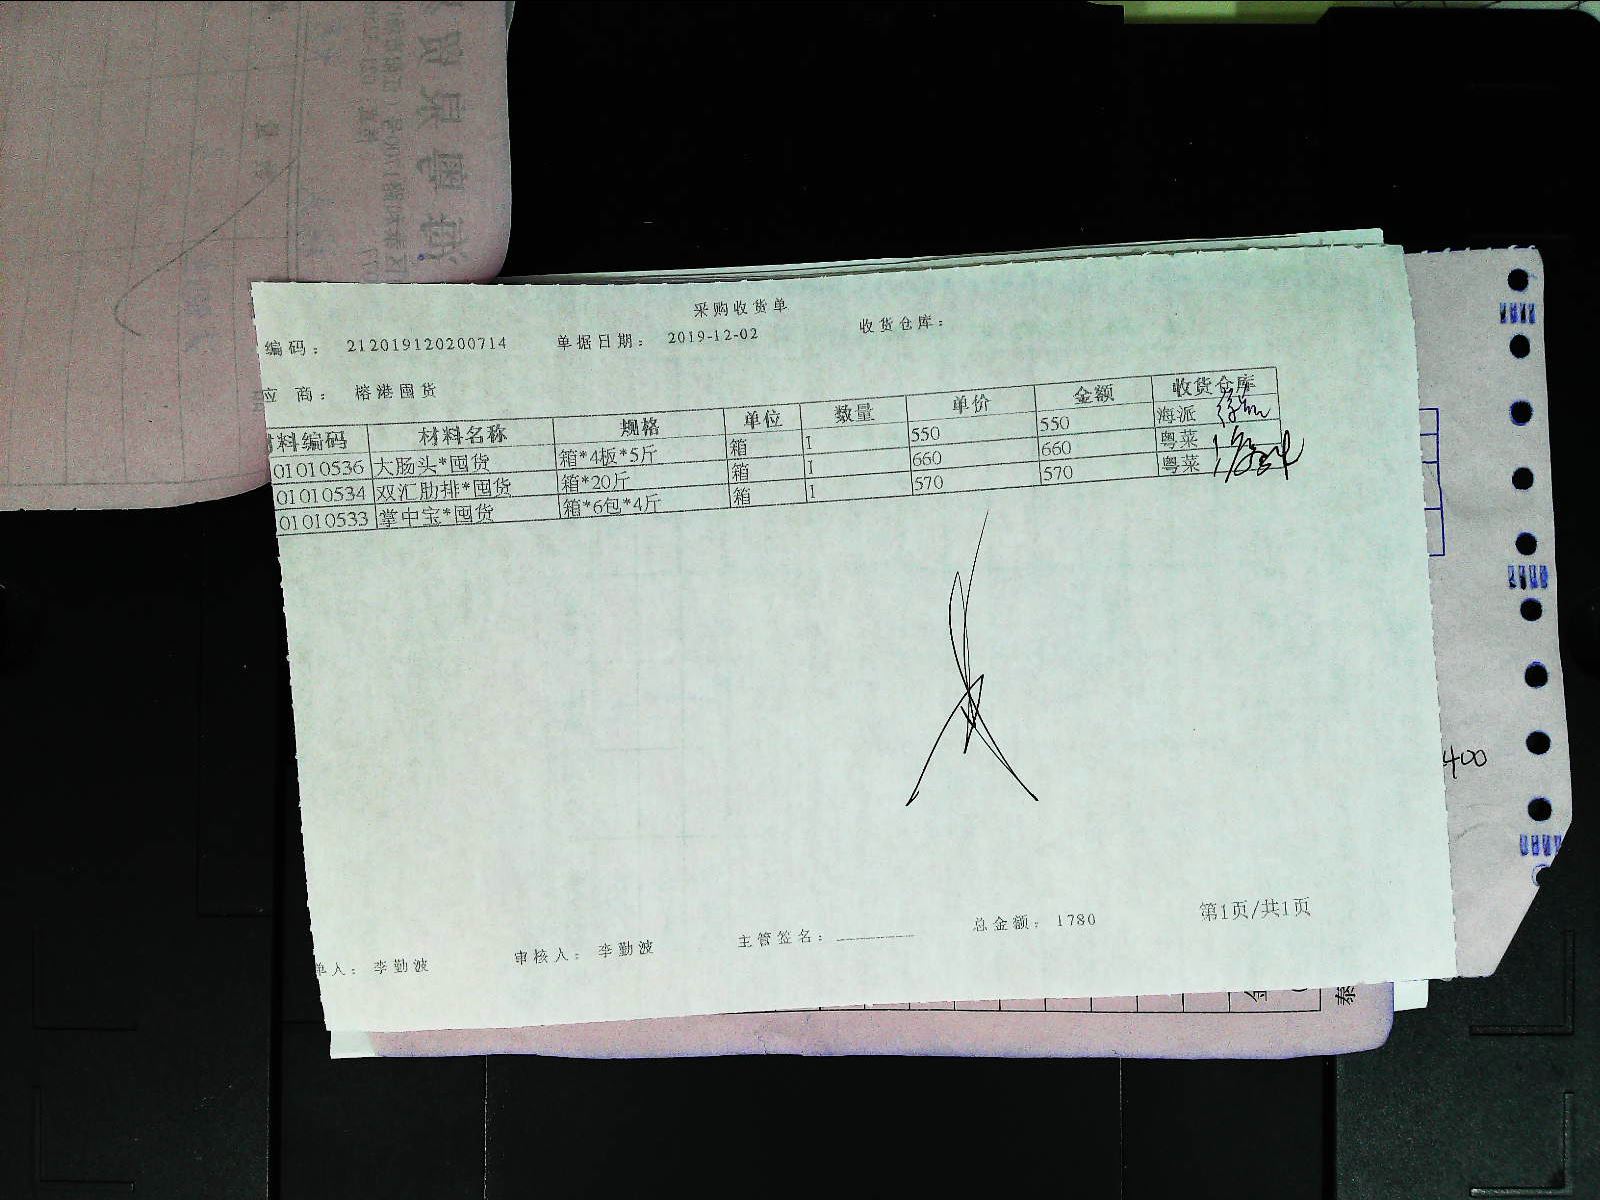 采购收货单
编码： 212019120200714 单据日期： 2019-12-02 收货仓库：
应 商： 榕港囤货
材料编码 材料名称 规格 单位 数量 单价 金额 收货仓库
01010536 大肠头*囤货 箱*4板*5斤 箱 1 550 550 海派
01010534 双汇肋排*囤货 箱*20斤 箱 1 660 660 粤菜
01010533 掌中宝*囤货 箱*6包*4斤 箱 1 570 570 粤菜
单人： 李勤波 审核人： 李勤波 主管签名： 总金额： 1780 第1页/共1页
400